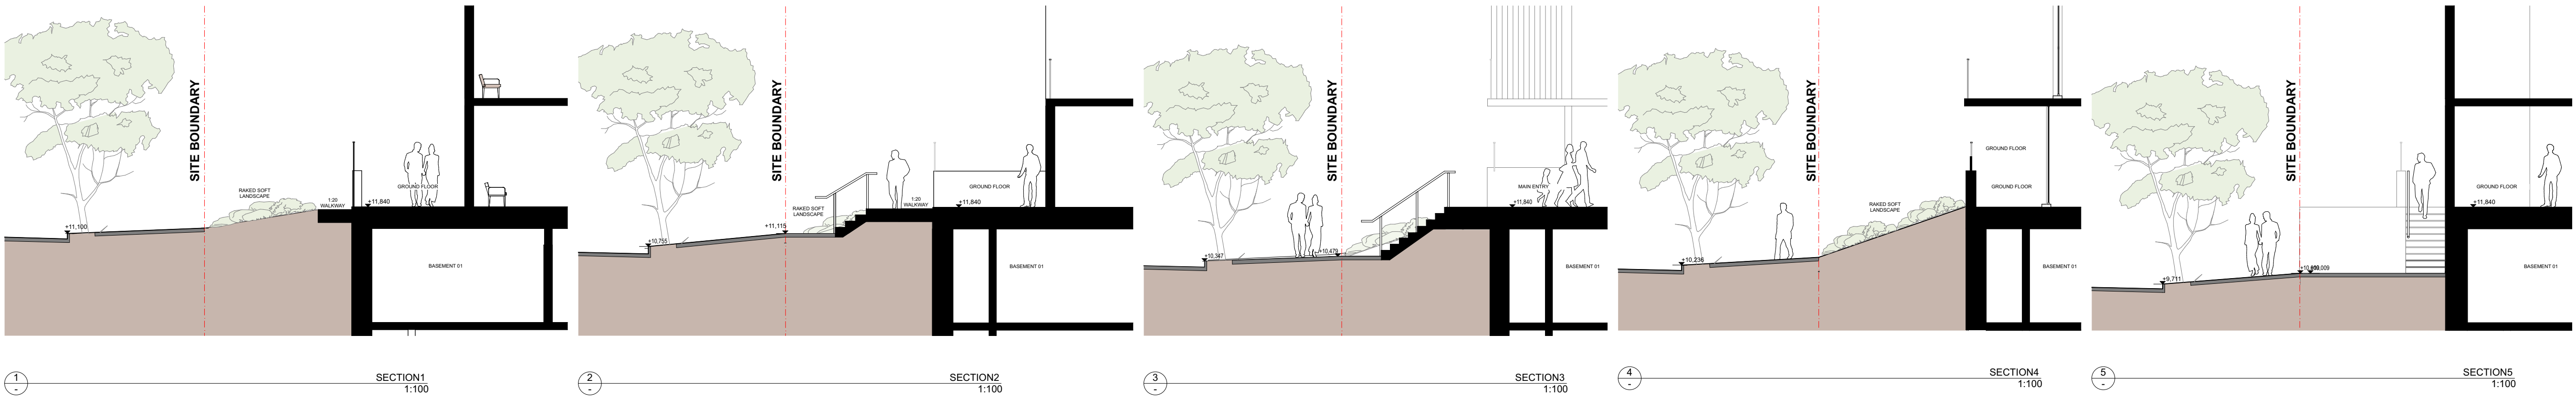 SITE BOUNDARY
RAKED SOFT
LANDSCAPE
1:20
WALKWAY
GROUND FLOOR
+11,840
+11,100
BASEMENT 01
1
-
SECTION1
1:100
SITE BOUNDARY
RAKED SOFT
LANDSCAPE
1:20
WALKWAY
GROUND FLOOR
+11,840
+11,115
+10,755
BASEMENT 01
2
-
SECTION2
1:100
SITE BOUNDARY
MAIN ENTRY
+11,840
+10,479
+10,347
BASEMENT 01
3
-
SECTION3
1:100
SITE BOUNDARY
GROUND FLOOR
GROUND FLOOR
RAKED SOFT
LANDSCAPE
+10,236
BASEMENT 01
4
-
SECTION4
1:100
SITE BOUNDARY
GROUND FLOOR
+11,840
+9,711
BASEMENT 01
5
-
SECTION5
1:100